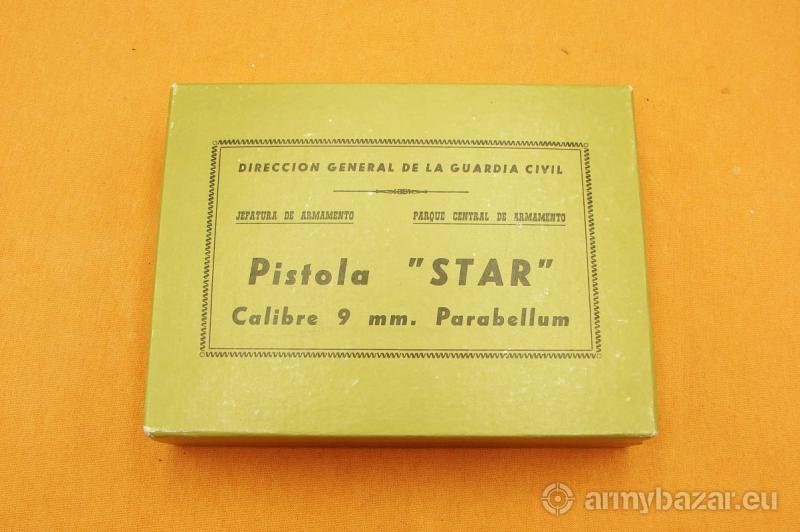 DIRECCION GENERAL DE LA GUARDIA CIVIL
JEFATURA DE ARMAMENTO PARQUE CENTRAL DE ARMAMENTO
Pistola "STAR"
Calibre 9 mm. Parabellum
armybazar.eu